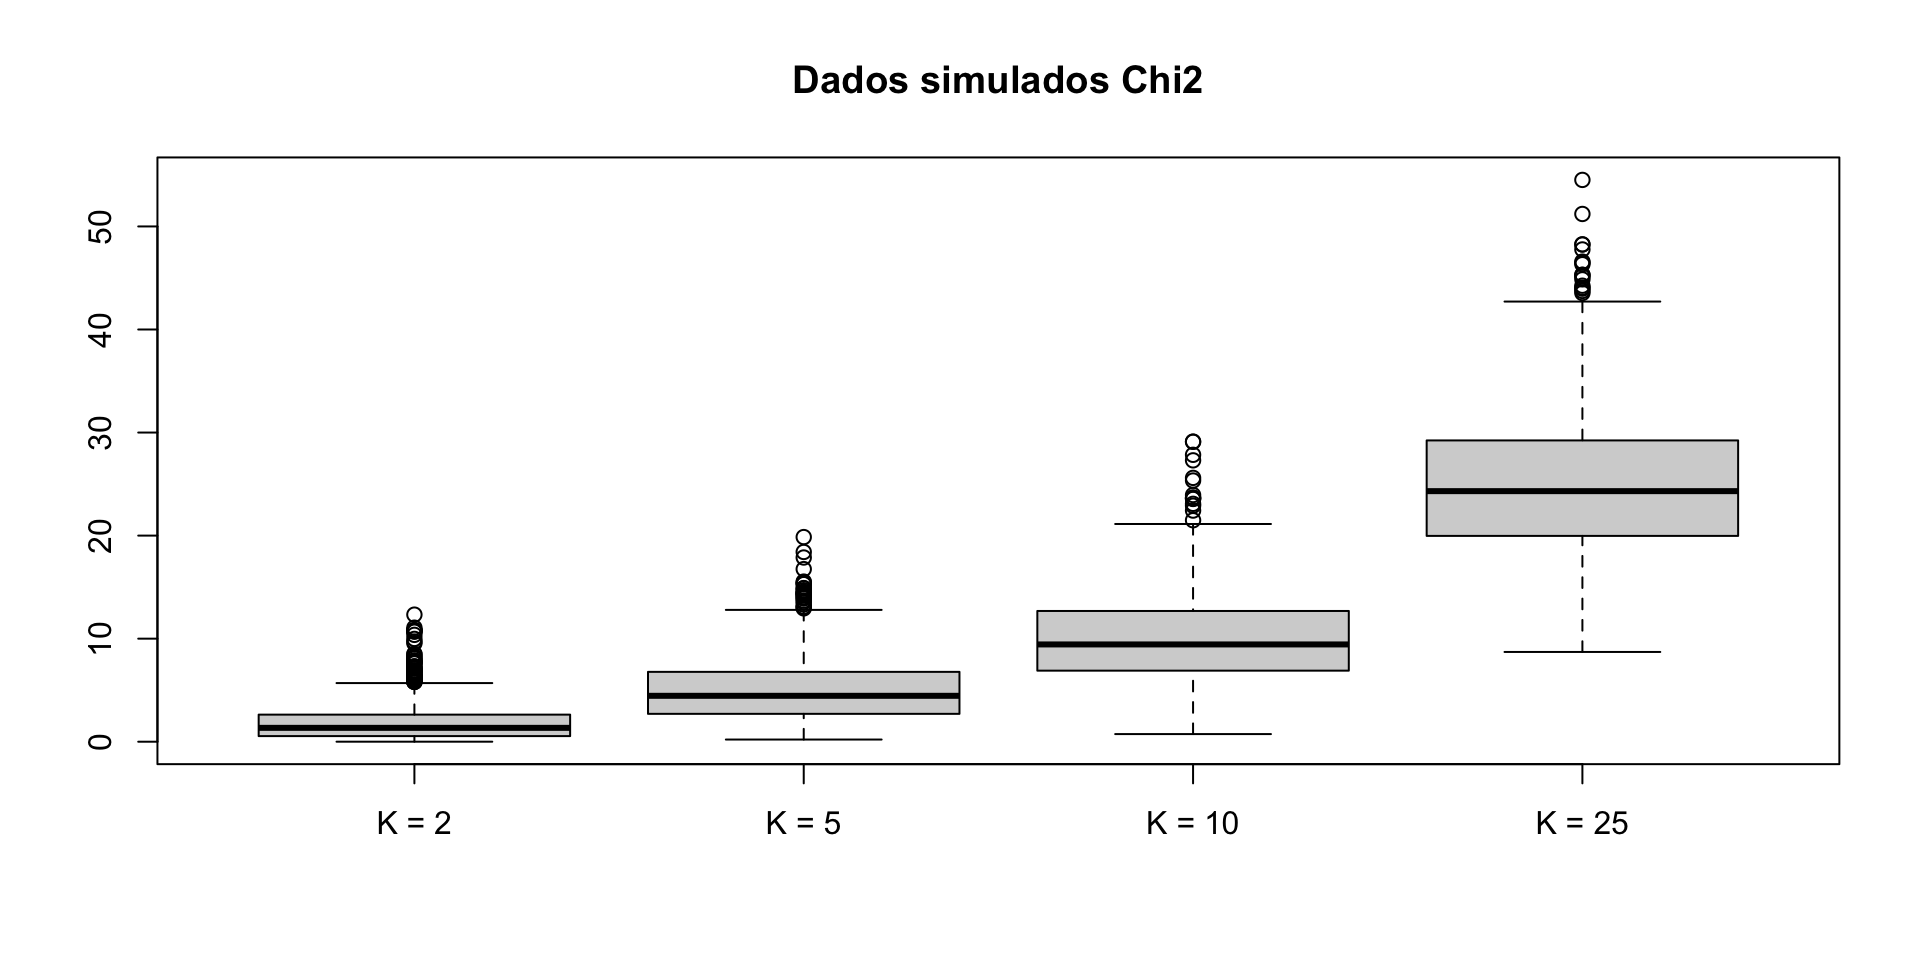 Dados simulados Chi2
50
40
30
20
10
0
K = 2
K = 5
K = 10
K = 25